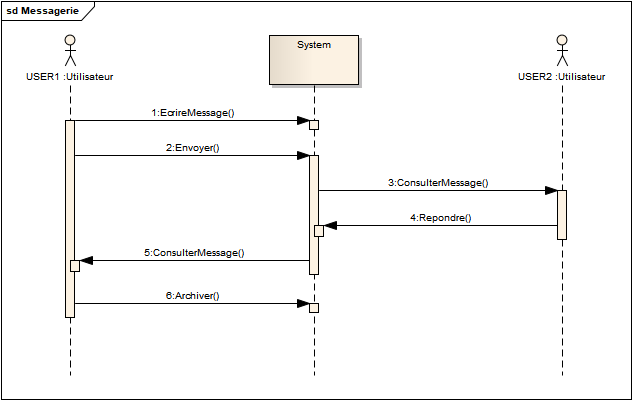 sd Messagerie
System
USER1 :Utilisateur
USER2 :Utilisateur
1:EcrireMessage()
2:Envoyer()
3:ConsulterMessage()
4:Repondre()
5:ConsulterMessage()
6:Archiver()